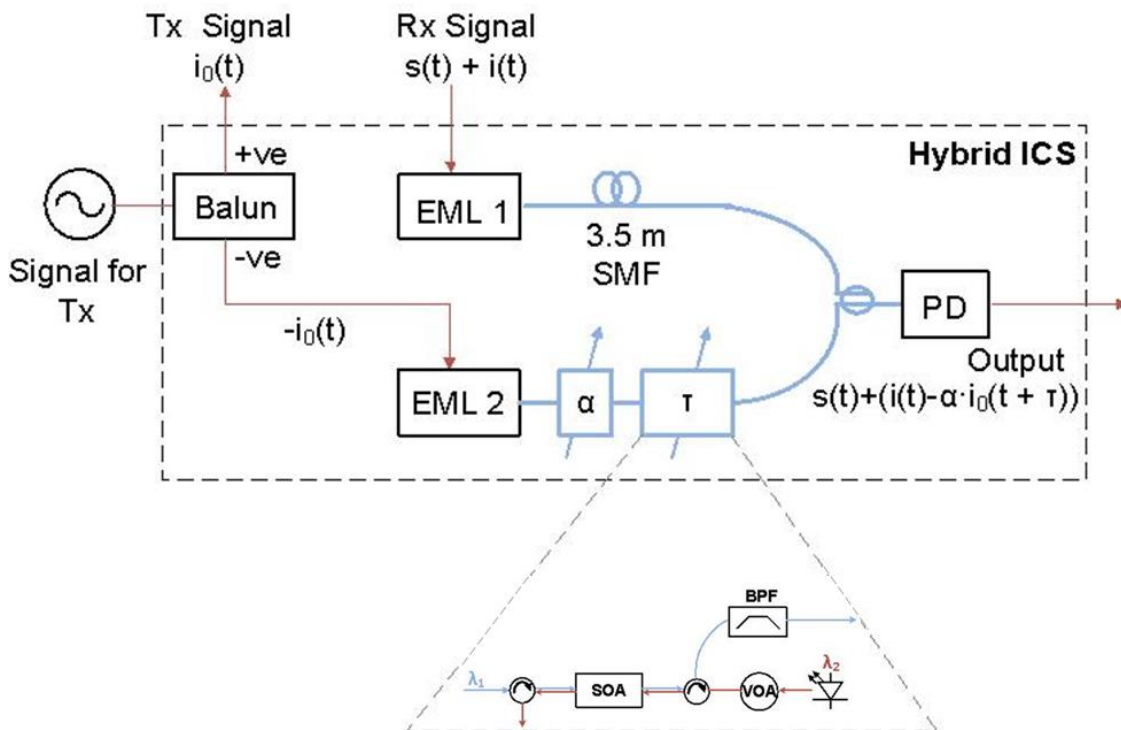 Tx Signal
i₀(t)
Rx Signal
s(t) + i(t)
Hybrid ICS
+ve
Balun
-ve
Signal for
Tx
EML 1
3.5 m
SMF
PD
-i₀(t)
EML 2
α
τ
Output
s(t)+(i(t)-α·i₀(t + τ))
BPF
λ₁
SOA
VOA
λ₂